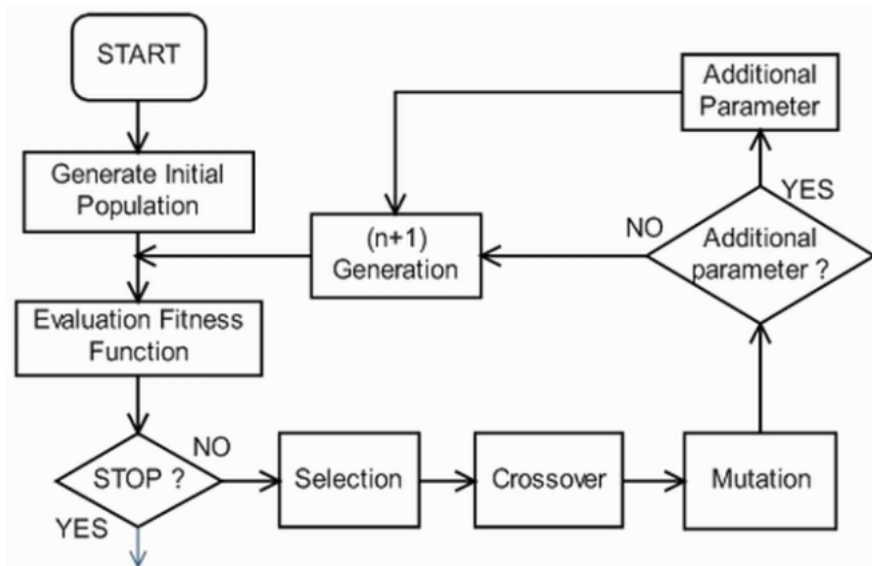 START
Generate Initial
Population
Evaluation Fitness
Function
STOP ?
NO
YES
Selection
Crossover
Mutation
Additional
parameter ?
YES
NO
Additional
Parameter
(n+1)
Generation